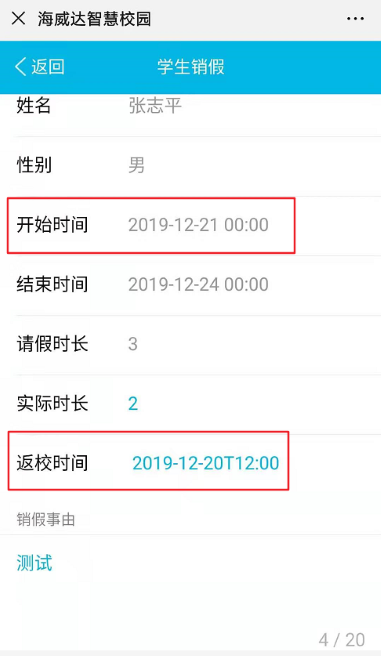 海威达智慧校园
返回 学生销假
姓名 张志平
性别 男
开始时间 2019-12-21 00:00
结束时间 2019-12-24 00:00
请假时长 3
实际时长 2
返校时间 2019-12-20T12:00
销假事由
测试
4 / 20